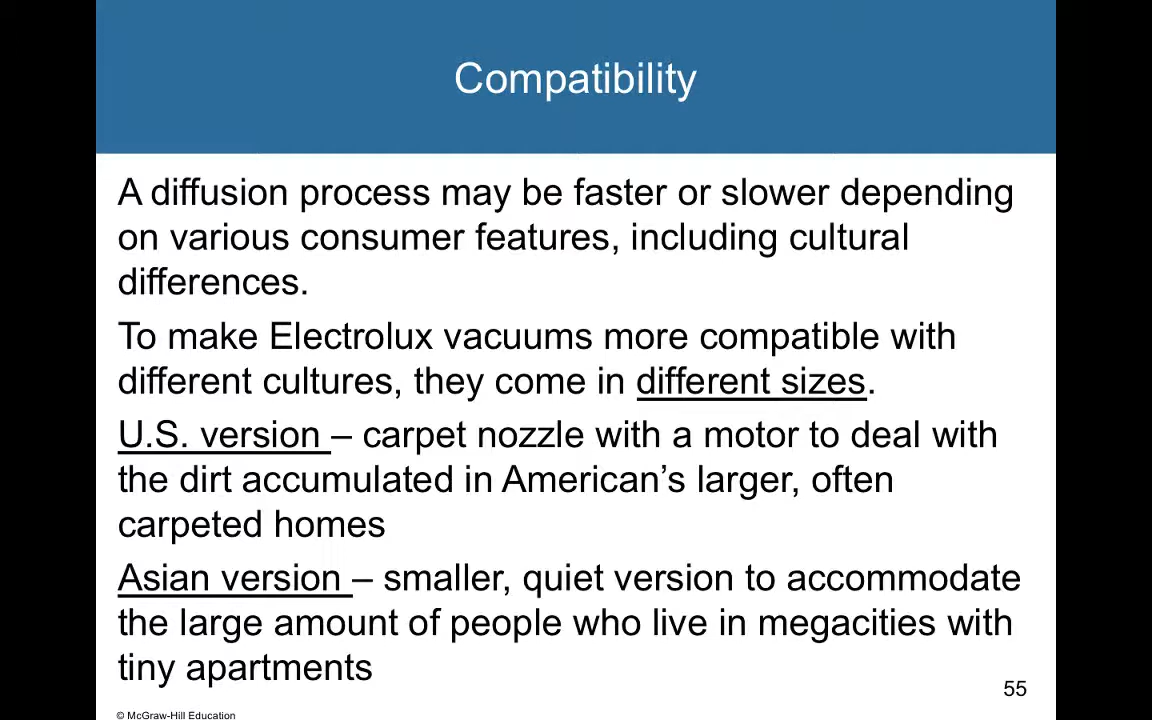 Compatibility
A diffusion process may be faster or slower depending
on various consumer features, including cultural
differences.
To make Electrolux vacuums more compatible with
different cultures, they come in different sizes.
U.S. version – carpet nozzle with a motor to deal with
the dirt accumulated in American’s larger, often
carpeted homes
Asian version – smaller, quiet version to accommodate
the large amount of people who live in megacities with
tiny apartments
55
© McGraw-Hill Education